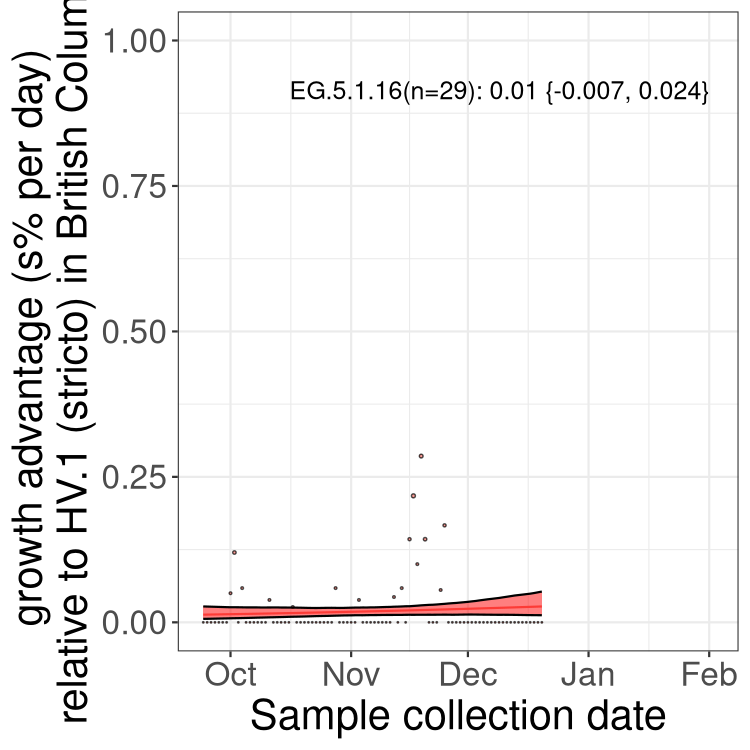 growth advantage (s% per day)
relative to HV.1 (stricto) in British Colum
1.00
0.75
0.50
0.25
0.00
EG.5.1.16(n=29): 0.01 {-0.007, 0.024}
Oct Nov Dec Jan Feb
Sample collection date